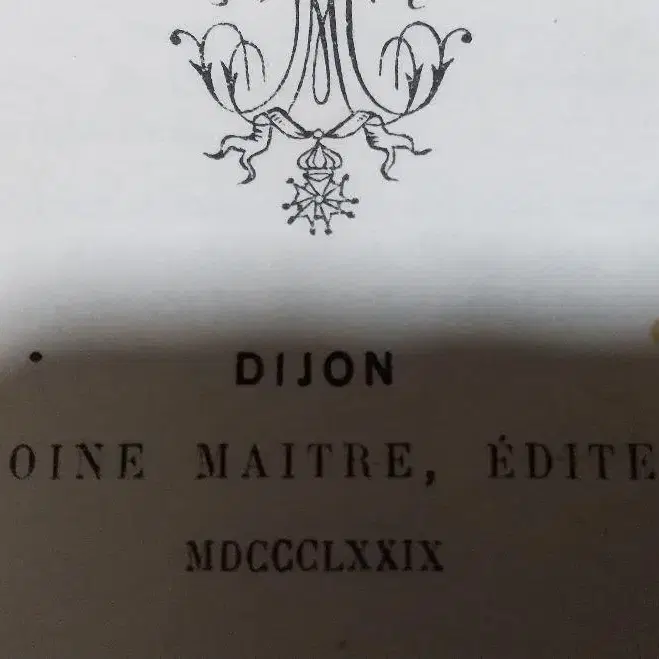 DIJON
OINE MAITRE, ÉDITE
MDCCCLXXIX